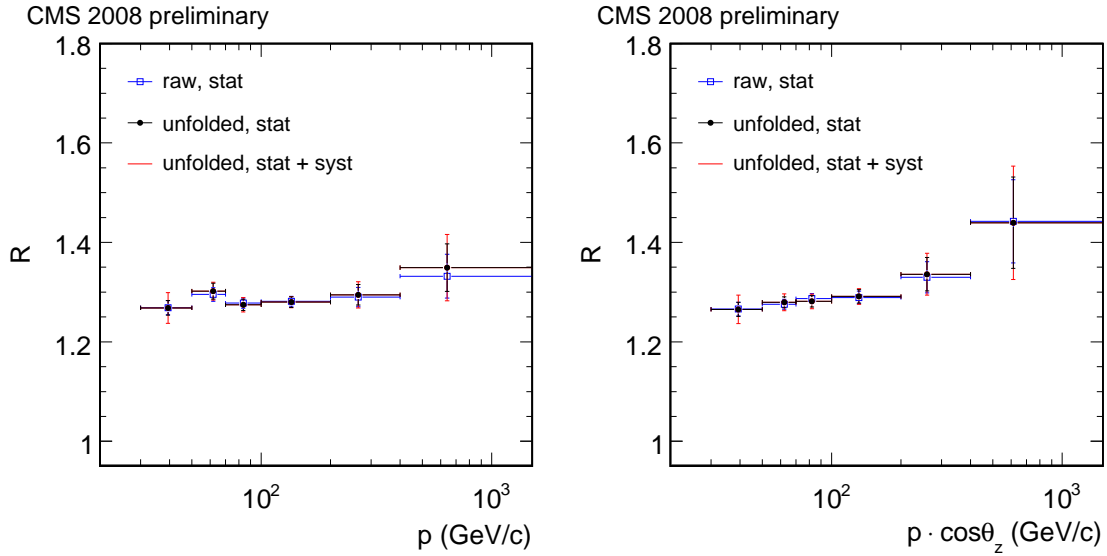 CMS 2008 preliminary
1.8
1.6
1.4
1.2
1
R
raw, stat
unfolded, stat
unfolded, stat + syst
10²
10³
p (GeV/c)
CMS 2008 preliminary
1.8
1.6
1.4
1.2
1
R
raw, stat
unfolded, stat
unfolded, stat + syst
10²
10³
p · cosθ_z (GeV/c)